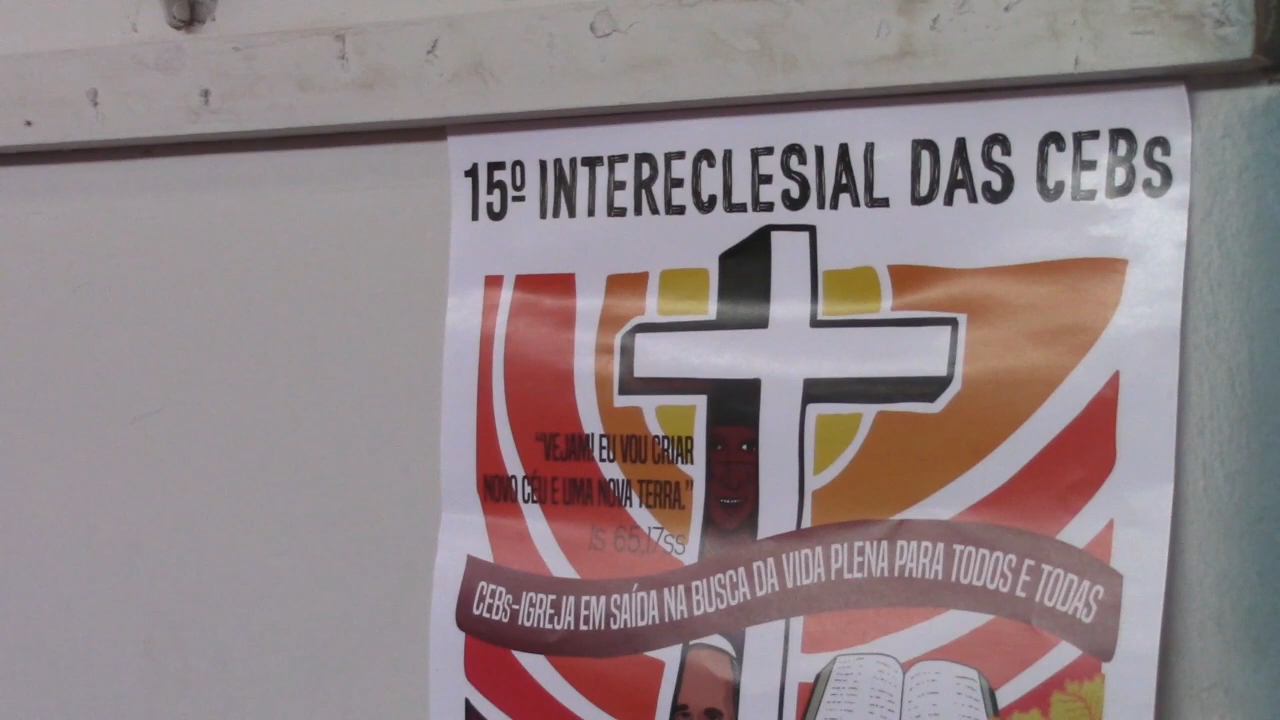 15º INTERECLESIAL DAS CEBs
"VEJAM! EU VOU CRIAR
NOVO CÉU E UMA NOVA TERRA."
Is 65,17ss
CEBs-IGREJA EM SAÍDA NA BUSCA DA VIDA PLENA PARA TODOS E TODAS